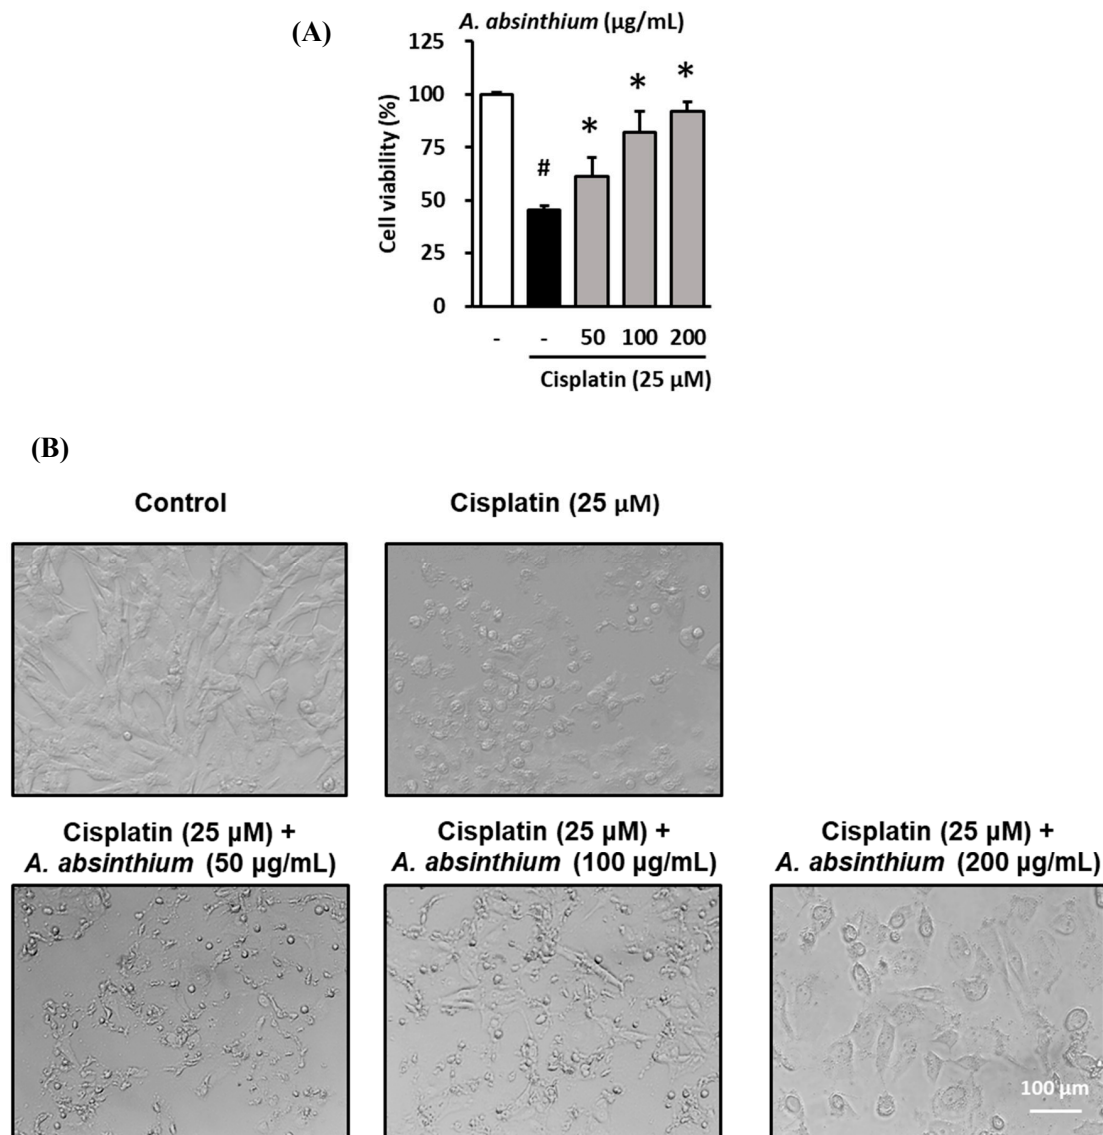 (A)
A. absinthium (µg/mL)
Cell viability (%)
125
100
75
50
25
0
#
*
*
*
- - 50 100 200
Cisplatin (25 µM)
(B)
Control
Cisplatin (25 µM)
Cisplatin (25 µM) +
A. absinthium (50 µg/mL)
Cisplatin (25 µM) +
A. absinthium (100 µg/mL)
Cisplatin (25 µM) +
A. absinthium (200 µg/mL)
100 µm